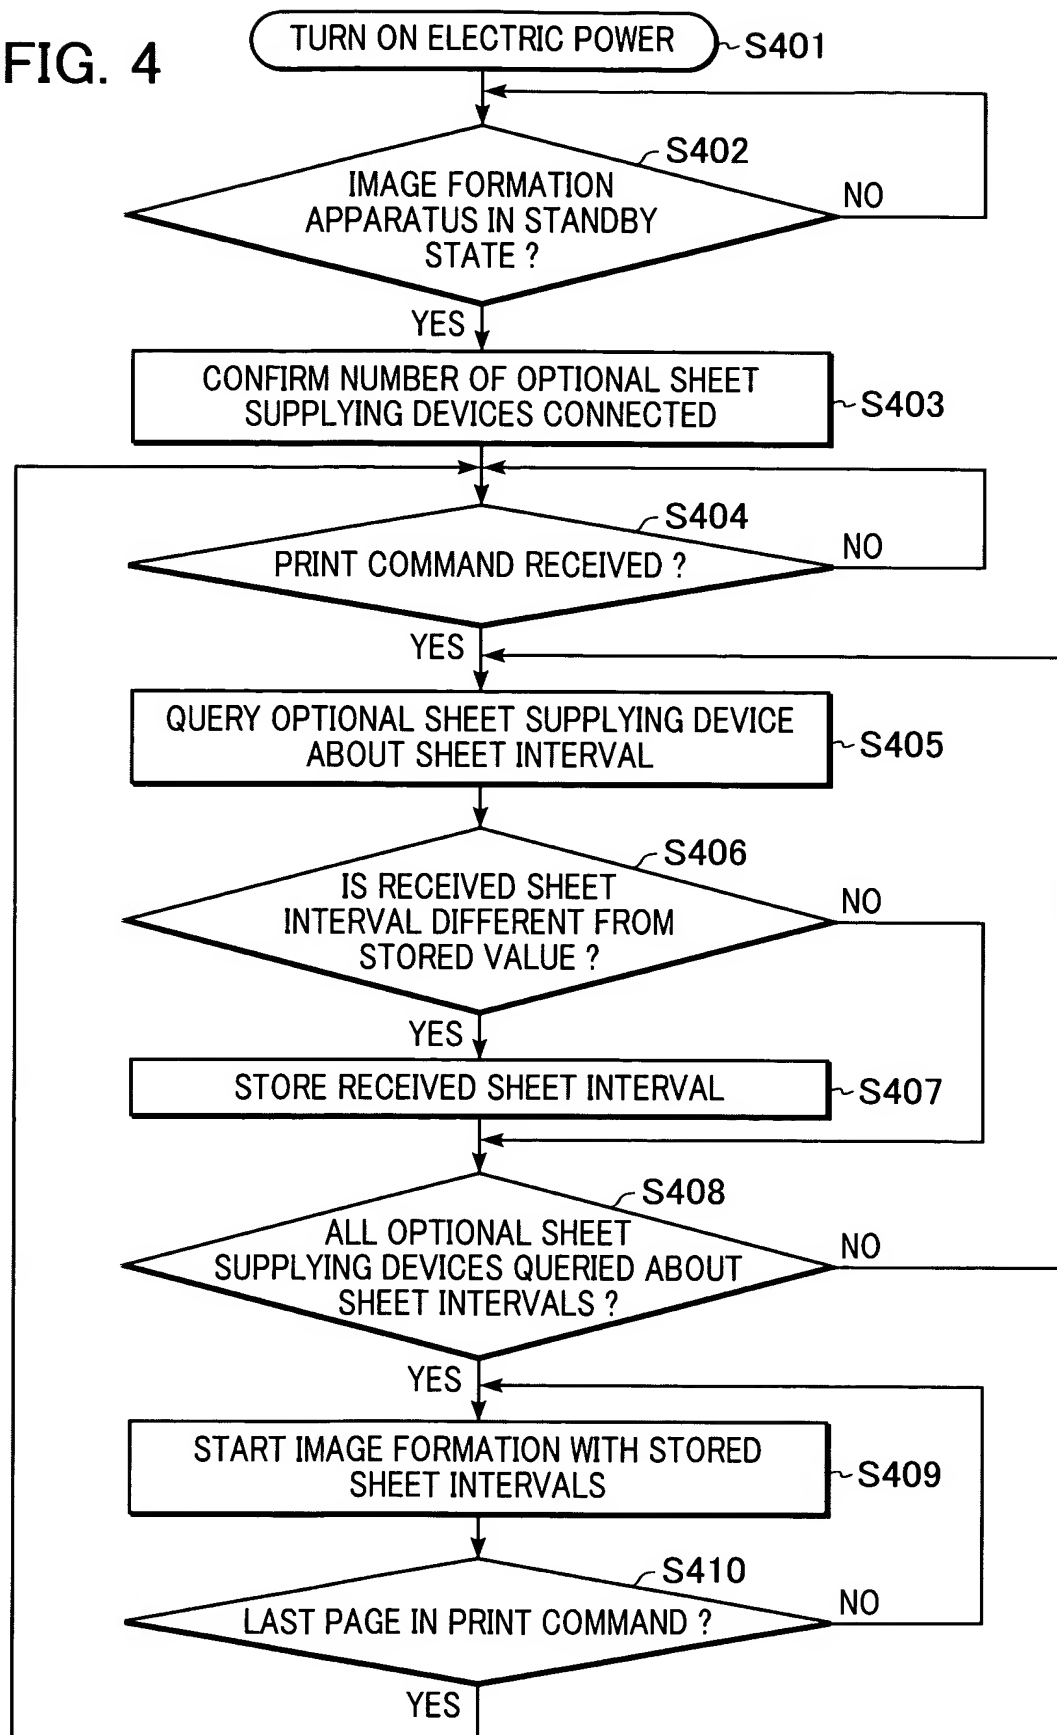 FIG. 4
TURN ON ELECTRIC POWER
S401
S402
IMAGE FORMATION
APPARATUS IN STANDBY
STATE ?
NO
YES
CONFIRM NUMBER OF OPTIONAL SHEET
SUPPLYING DEVICES CONNECTED
S403
S404
PRINT COMMAND RECEIVED ?
NO
YES
QUERY OPTIONAL SHEET SUPPLYING DEVICE
ABOUT SHEET INTERVAL
S405
S406
IS RECEIVED SHEET
INTERVAL DIFFERENT FROM
STORED VALUE ?
NO
YES
STORE RECEIVED SHEET INTERVAL
S407
S408
ALL OPTIONAL SHEET
SUPPLYING DEVICES QUERIED ABOUT
SHEET INTERVALS ?
NO
YES
START IMAGE FORMATION WITH STORED
SHEET INTERVALS
S409
S410
LAST PAGE IN PRINT COMMAND ?
NO
YES